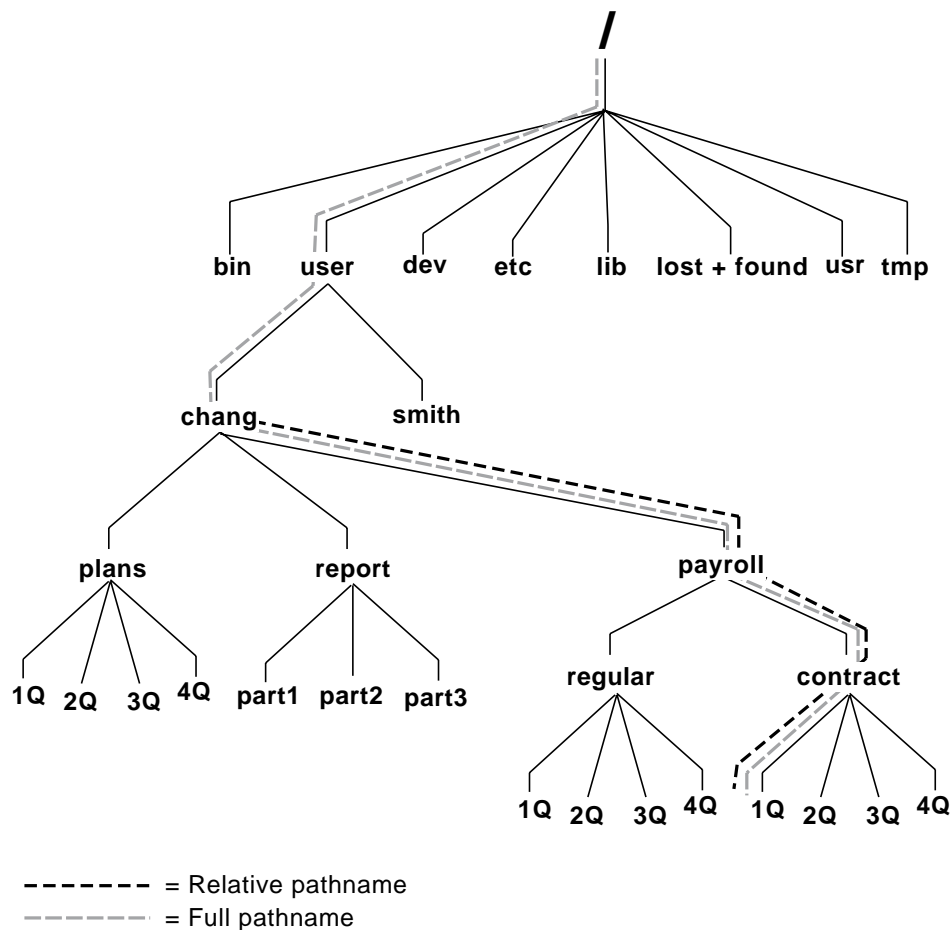 /
bin user dev etc lib lost + found usr tmp
chang smith
plans report payroll
1Q 2Q 3Q 4Q part1 part2 part3 regular contract
1Q 2Q 3Q 4Q 1Q 2Q 3Q 4Q
= Relative pathname
= Full pathname